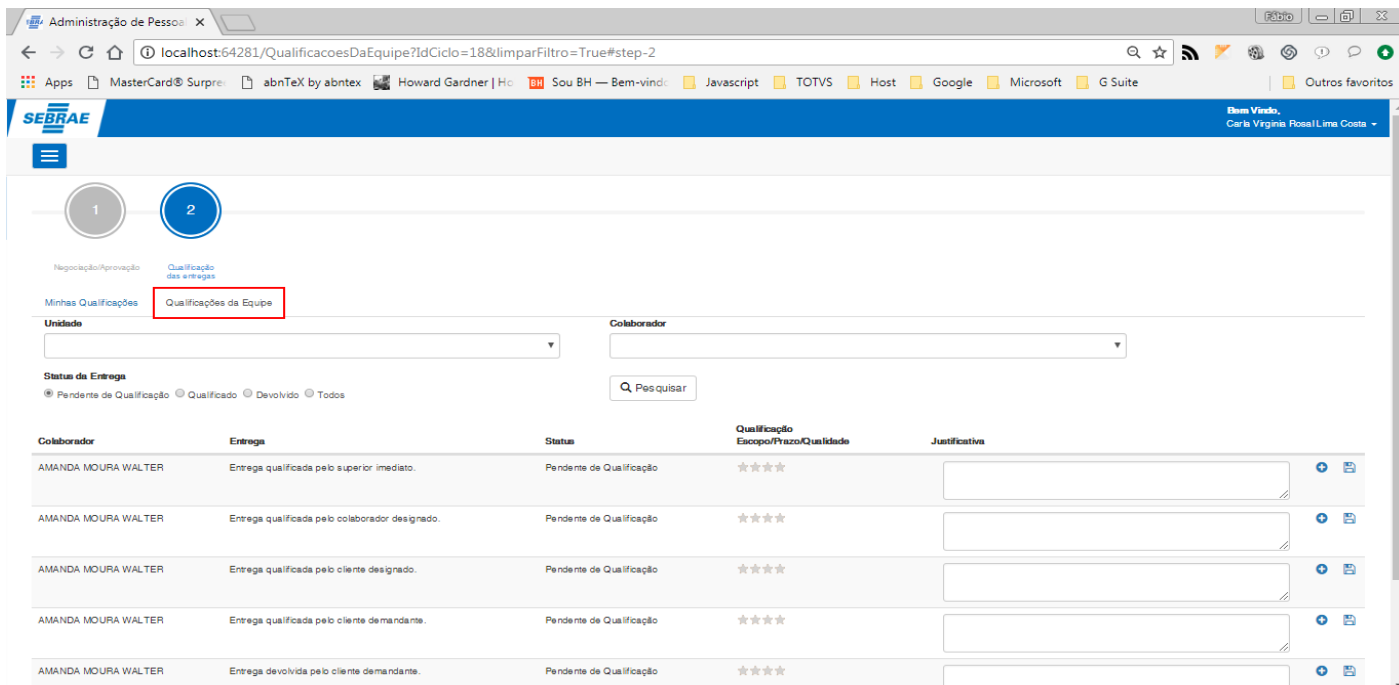 Administração de Pessoal
Fábio
localhost:64281/QualificacoesDaEquipe?IdCiclo=18&limparFiltro=True#step-2
Apps MasterCard® Surpre abnTeX by abntex Howard Gardner | Ho BH Sou BH — Bem-vindo Javascript TOTVS Host Google Microsoft G Suite Outros favoritos
SEBRAE
Bem Vindo,
Carla Virginia Rosal Lima Costa
1 2
Negociação/Aprovação
Qualificação
das entregas
Minhas Qualificações Qualificações da Equipe
Unidade Colaborador
Status da Entrega
Pendente de Qualificação Qualificado Devolvido Todos
Pesquisar
Colaborador Entrega Status Qualificação Escopo/Prazo/Qualidade Justificativa
AMANDA MOURA WALTER Entrega qualificada pelo superior imediato. Pendente de Qualificação
AMANDA MOURA WALTER Entrega qualificada pelo colaborador designado. Pendente de Qualificação
AMANDA MOURA WALTER Entrega qualificada pelo cliente designado. Pendente de Qualificação
AMANDA MOURA WALTER Entrega qualificada pelo cliente demandante. Pendente de Qualificação
AMANDA MOURA WALTER Entrega devolvida pelo cliente demandante. Pendente de Qualificação